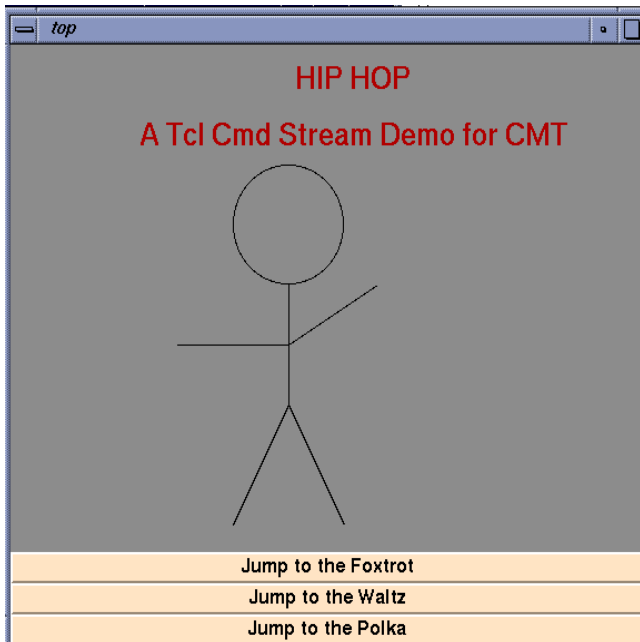 top
HIP HOP
A Tcl Cmd Stream Demo for CMT
Jump to the Foxtrot
Jump to the Waltz
Jump to the Polka